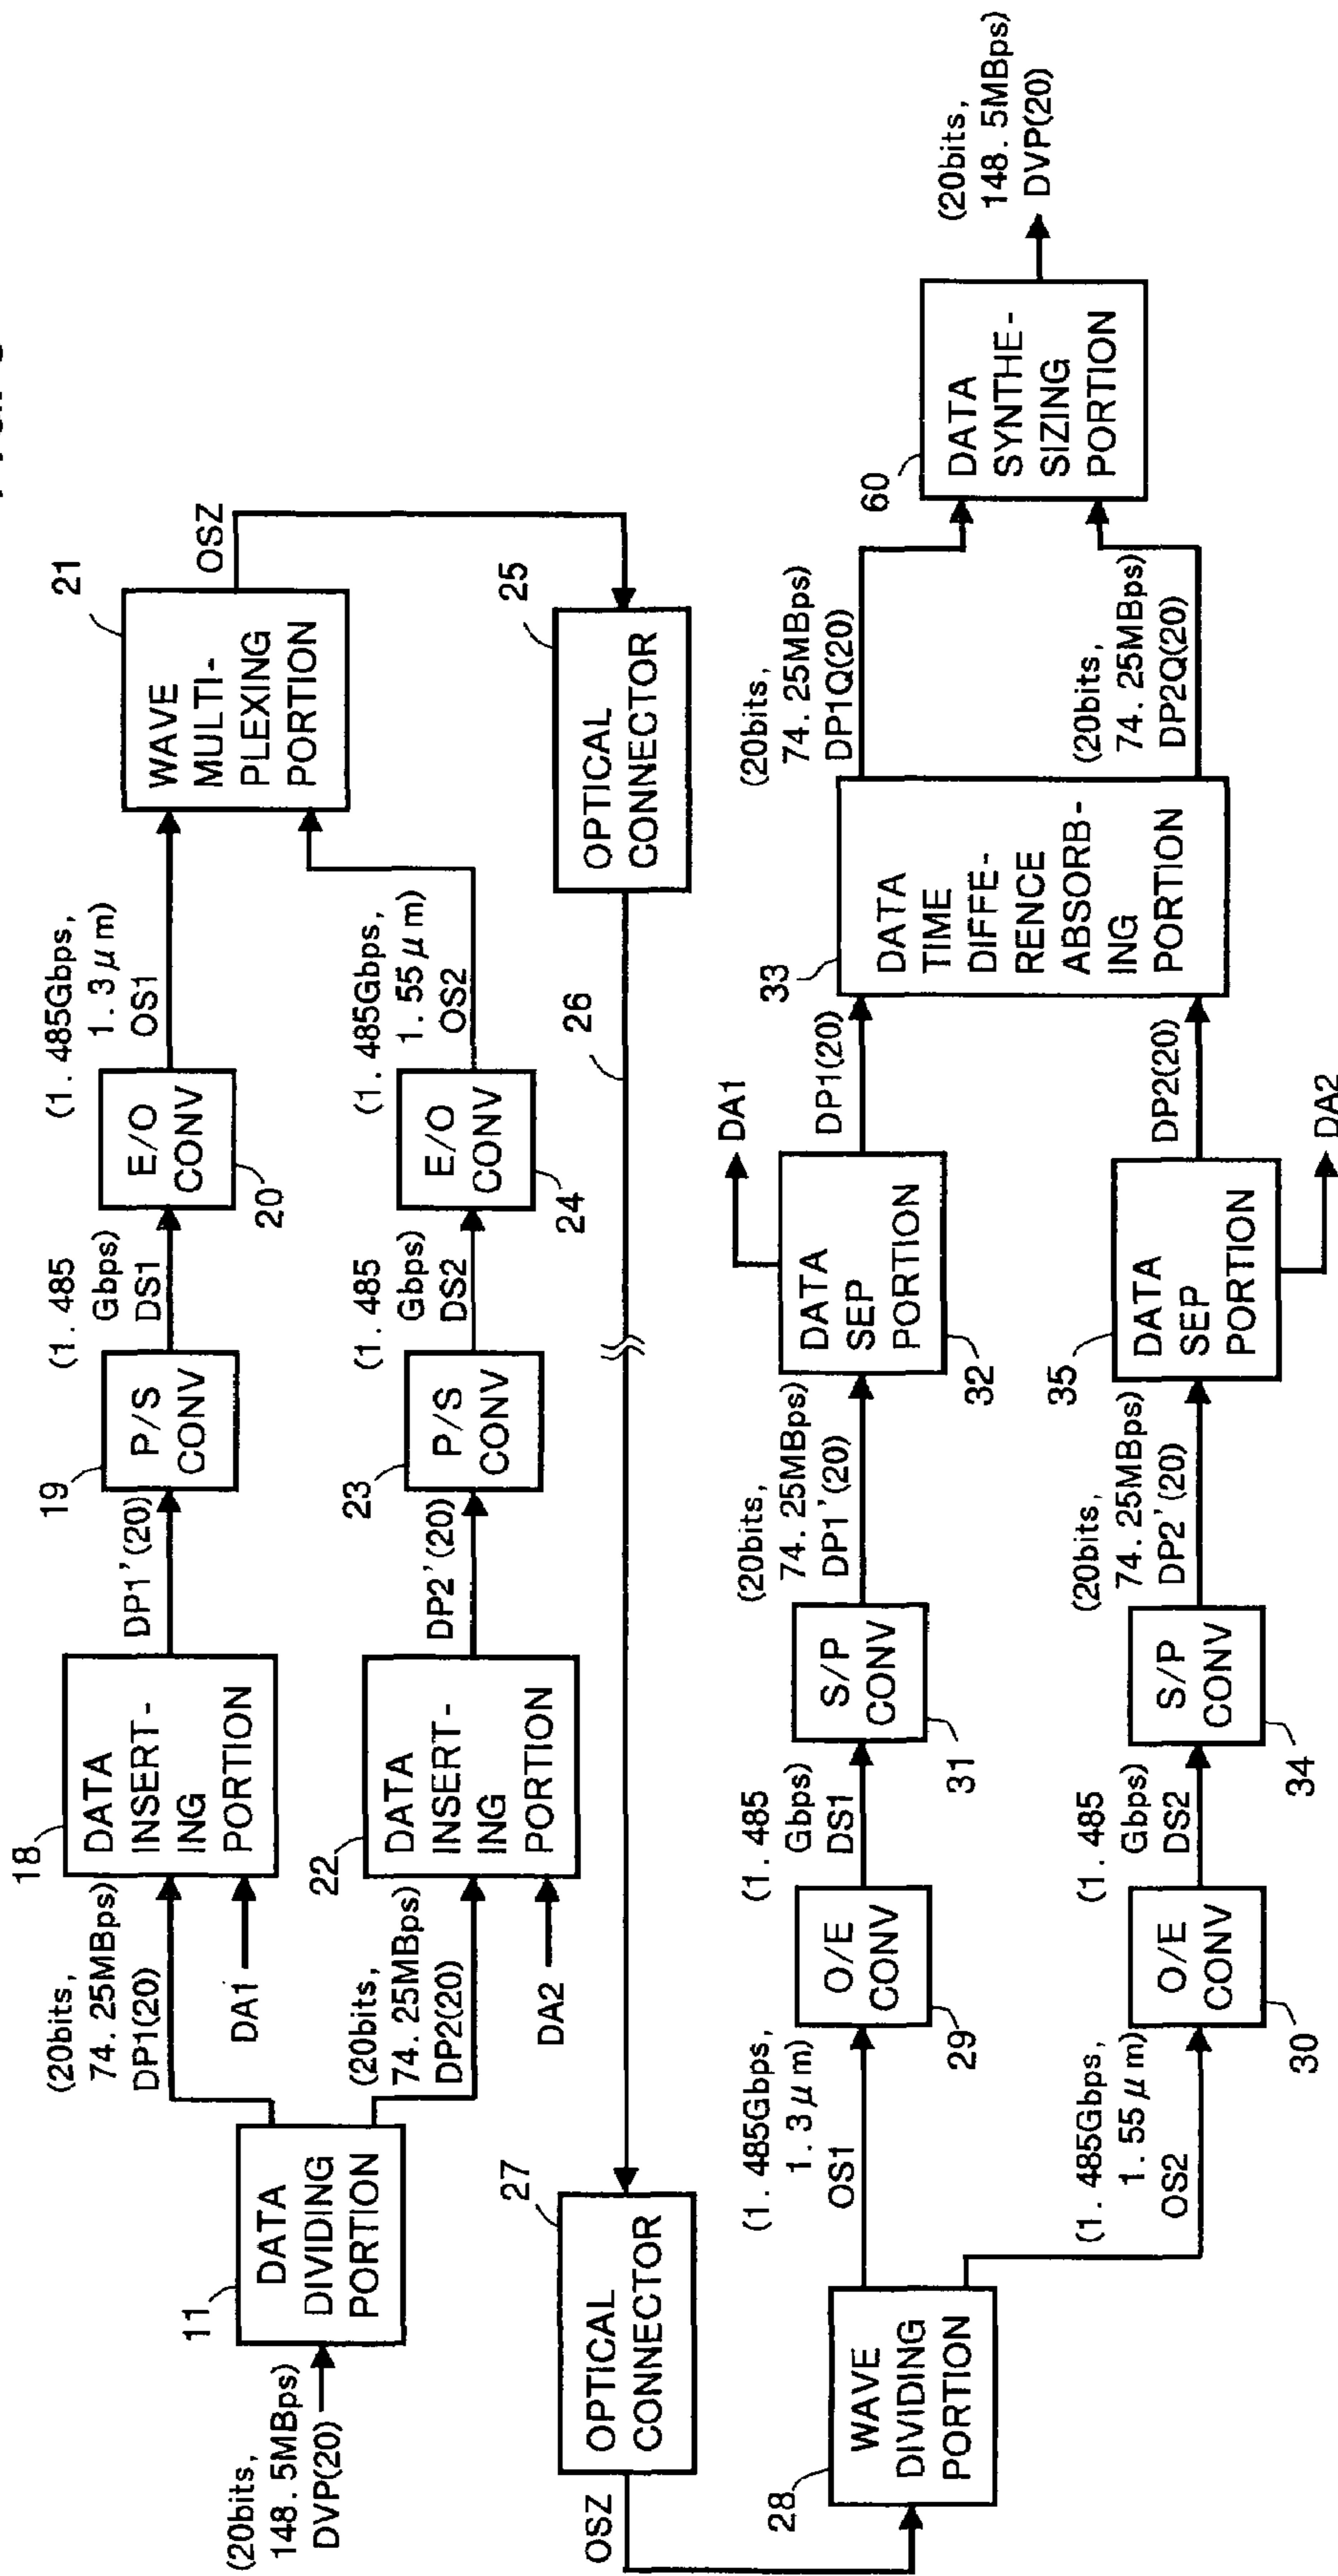 (20bits,
148. 5MBps)
DVP(20)
11
DATA
DIVIDING
PORTION
(20bits,
74. 25MBps)
DP1(20)
DA1
18
DATA
INSERT-
ING
PORTION
DP1'(20)
19
P/S
CONV
(1. 485
Gbps)
DS1
E/O
CONV
20
(1. 485Gbps,
1. 3μm)
OS1
21
WAVE
MULTI-
PLEXING
PORTION
OSZ
(20bits,
74. 25MBps)
DP2(20)
DA2
22
DATA
INSERT-
ING
PORTION
DP2'(20)
23
P/S
CONV
(1. 485
Gbps)
DS2
E/O
CONV
24
(1. 485Gbps,
1. 55μm)
OS2
25
OPTICAL
CONNECTOR
26
27
OPTICAL
CONNECTOR
OSZ
28
WAVE
DIVIDING
PORTION
(1. 485Gbps,
1. 3μm)
OS1
O/E
CONV
29
(1. 485
Gbps)
DS1
S/P
CONV
31
(20bits,
74. 25MBps)
DP1'(20)
DATA
SEP
PORTION
32
DA1
DP1(20)
33
DATA
TIME
DIFFE-
RENCE
ABSORB-
ING
PORTION
(20bits,
74. 25MBps)
DP1Q(20)
(1. 485Gbps,
1. 55μm)
OS2
O/E
CONV
30
(1. 485
Gbps)
DS2
S/P
CONV
34
(20bits,
74. 25MBps)
DP2'(20)
35
DATA
SEP
PORTION
DA2
DP2(20)
(20bits,
74. 25MBps)
DP2Q(20)
60
DATA
SYNTHE-
SIZING
PORTION
(20bits,
148. 5MBps)
DVP(20)